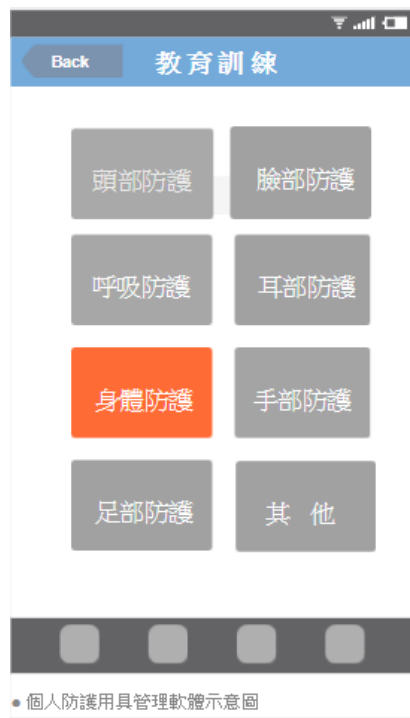 Back 教育訓練
頭部防護 臉部防護
呼吸防護 耳部防護
身體防護 手部防護
足部防護 其他
● 個人防護用具管理軟體示意圖